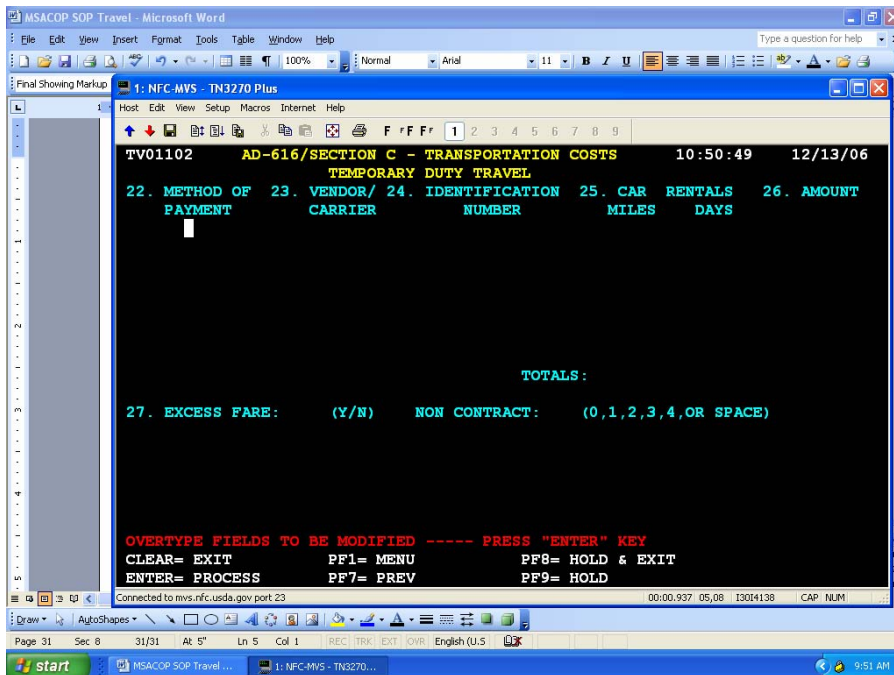 MSACOP SOP Travel - Microsoft Word
File Edit View Insert Format Tools Table Window Help
Type a question for help
100% Normal Arial 11 B I U
Final Showing Markup
1: NFC-MVS - TN3270 Plus
Host Edit View Setup Macros Internet Help
1 2 3 4 5 6 7 8 9
TV01102 AD-616/SECTION C - TRANSPORTATION COSTS 10:50:49 12/13/06
TEMPORARY DUTY TRAVEL
22. METHOD OF 23. VENDOR/ 24. IDENTIFICATION 25. CAR RENTALS 26. AMOUNT
PAYMENT CARRIER NUMBER MILES DAYS
TOTALS:
27. EXCESS FARE: (Y/N) NON CONTRACT: (0,1,2,3,4,OR SPACE)
OVERTYPE FIELDS TO BE MODIFIED ----- PRESS "ENTER" KEY
CLEAR= EXIT PF1= MENU PF8= HOLD & EXIT
ENTER= PROCESS PF7= PREV PF9= HOLD
Connected to mvs.nfc.usda.gov port 23 00:00.937 05,08 I30I4138 CAP NUM
Draw AutoShapes
Page 31 Sec 8 31/31 At 5" Ln 5 Col 1 REC TRK EXT OVR English (U.S
start MSACOP SOP Travel ... 1: NFC-MVS - TN3270... 9:51 AM